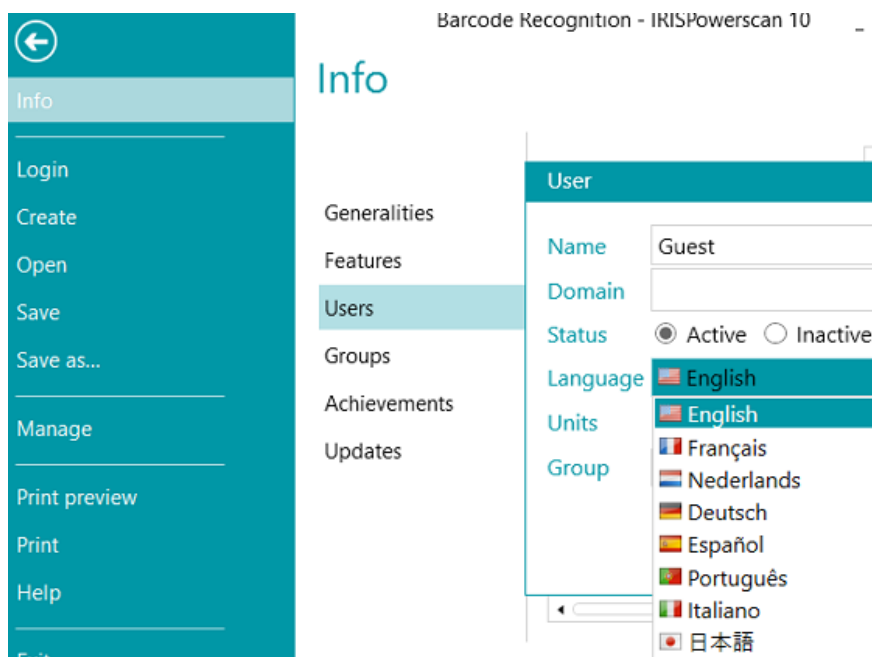 Barcode Recognition - IRISPowerscan 10
Info
Info
Login
Create
Open
Save
Save as...
Manage
Print preview
Print
Help
Generalities
Features
Users
Groups
Achievements
Updates
User
Name Guest
Domain
Status Active Inactive
Language English
Units
Group
English
Français
Nederlands
Deutsch
Español
Português
Italiano
日本語